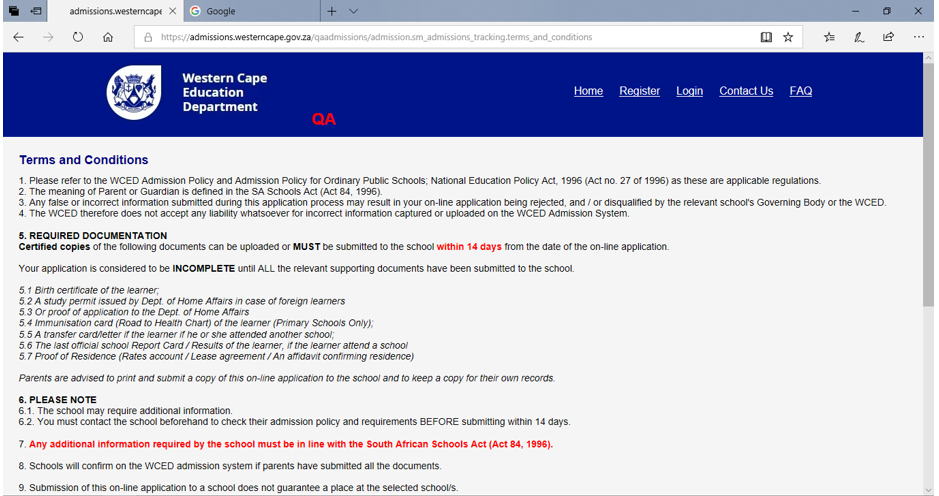 admissions.westerncape
Google
https://admissions.westerncape.gov.za/qaadmissions/admission.sm_admissions_tracking.terms_and_conditions
Western Cape
Education
Department
QA
Home Register Login Contact Us FAQ
Terms and Conditions
1. Please refer to the WCED Admission Policy and Admission Policy for Ordinary Public Schools; National Education Policy Act, 1996 (Act no. 27 of 1996) as these are applicable regulations.
2. The meaning of Parent or Guardian is defined in the SA Schools Act (Act 84, 1996).
3. Any false or incorrect information submitted during this application process may result in your on-line application being rejected, and / or disqualified by the relevant school's Governing Body or the WCED.
4. The WCED therefore does not accept any liability whatsoever for incorrect information captured or uploaded on the WCED Admission System.
5. REQUIRED DOCUMENTATION
Certified copies of the following documents can be uploaded or MUST be submitted to the school within 14 days from the date of the on-line application.
Your application is considered to be INCOMPLETE until ALL the relevant supporting documents have been submitted to the school.
5.1 Birth certificate of the learner;
5.2 A study permit issued by Dept. of Home Affairs in case of foreign learners
5.3 Or proof of application to the Dept. of Home Affairs
5.4 Immunisation card (Road to Health Chart) of the learner (Primary Schools Only);
5.5 A transfer card/letter if the learner if he or she attended another school;
5.6 The last official school Report Card / Results of the learner, if the learner attend a school
5.7 Proof of Residence (Rates account / Lease agreement / An affidavit confirming residence)
Parents are advised to print and submit a copy of this on-line application to the school and to keep a copy for their own records.
6. PLEASE NOTE
6.1. The school may require additional information.
6.2. You must contact the school beforehand to check their admission policy and requirements BEFORE submitting within 14 days.
7. Any additional information required by the school must be in line with the South African Schools Act (Act 84, 1996).
8. Schools will confirm on the WCED admission system if parents have submitted all the documents.
9. Submission of this on-line application to a school does not guarantee a place at the selected school/s.